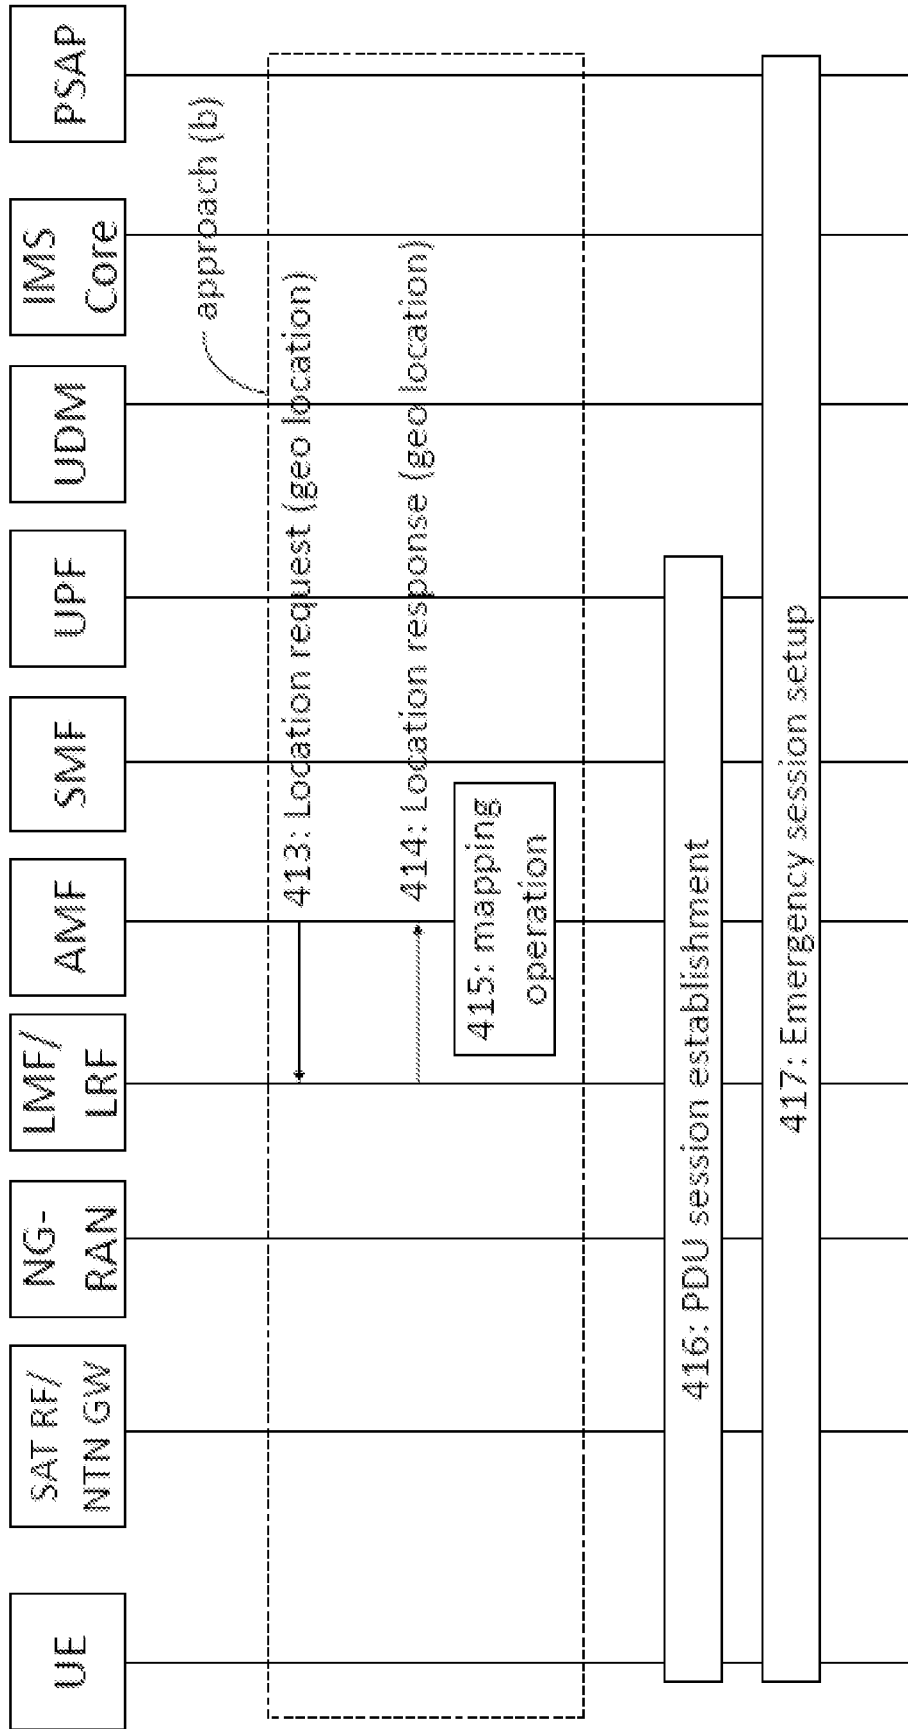 UE
SAT RF/
NTN GW
NG-
RAN
LMF/
LRF
AMF
SMF
UPF
UDM
IMS
Core
PSAP
approach (b)
413: Location request (geo location)
414: Location response (geo location)
415: mapping
operation
416: PDU session establishment
417: Emergency session setup